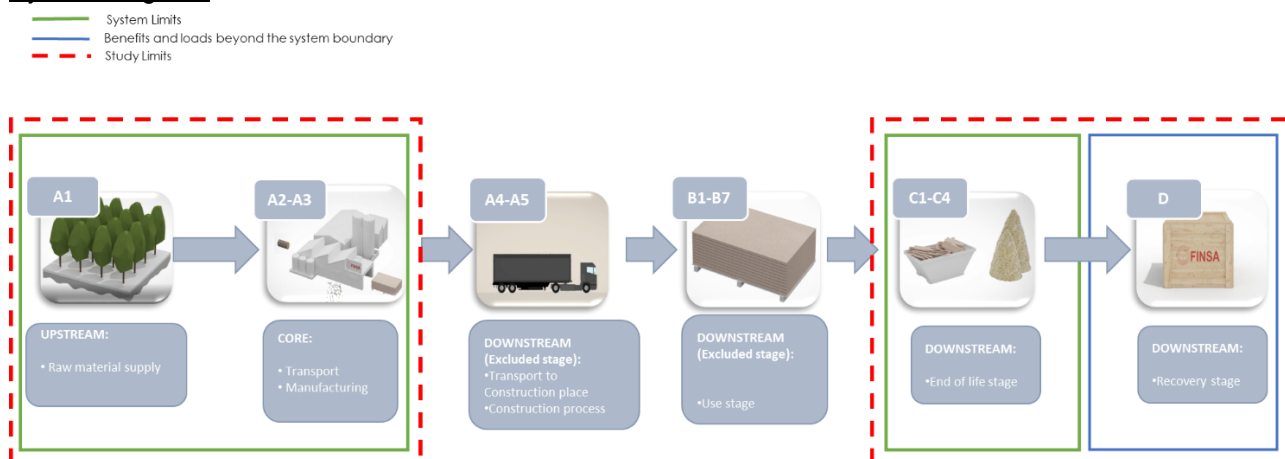 System Limits
Benefits and loads beyond the system boundary
Study Limits
A1
A2-A3
A4-A5
B1-B7
C1-C4
D
FINSA
FINSA
UPSTREAM:
• Raw material supply
CORE:
• Transport
• Manufacturing
DOWNSTREAM
(Excluded stage):
•Transport to
Construction place
•Construction process
DOWNSTREAM
(Excluded stage):
•Use stage
DOWNSTREAM:
•End of life stage
DOWNSTREAM:
•Recovery stage